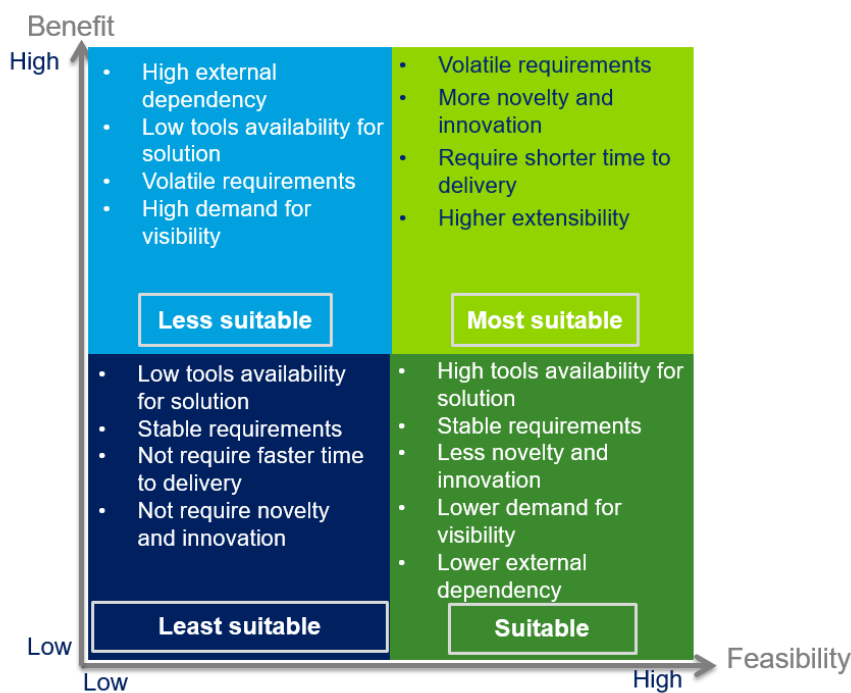 Benefit
High
• High external
dependency
• Low tools availability for
solution
• Volatile requirements
• High demand for
visibility
Less suitable
• Volatile requirements
• More novelty and
innovation
• Require shorter time to
delivery
• Higher extensibility
Most suitable
• Low tools availability
for solution
• Stable requirements
• Not require faster time
to delivery
• Not require novelty
and innovation
Least suitable
• High tools availability for
solution
• Stable requirements
• Less novelty and
innovation
• Lower demand for
visibility
• Lower external
dependency
Suitable
Low
Low
High
Feasibility